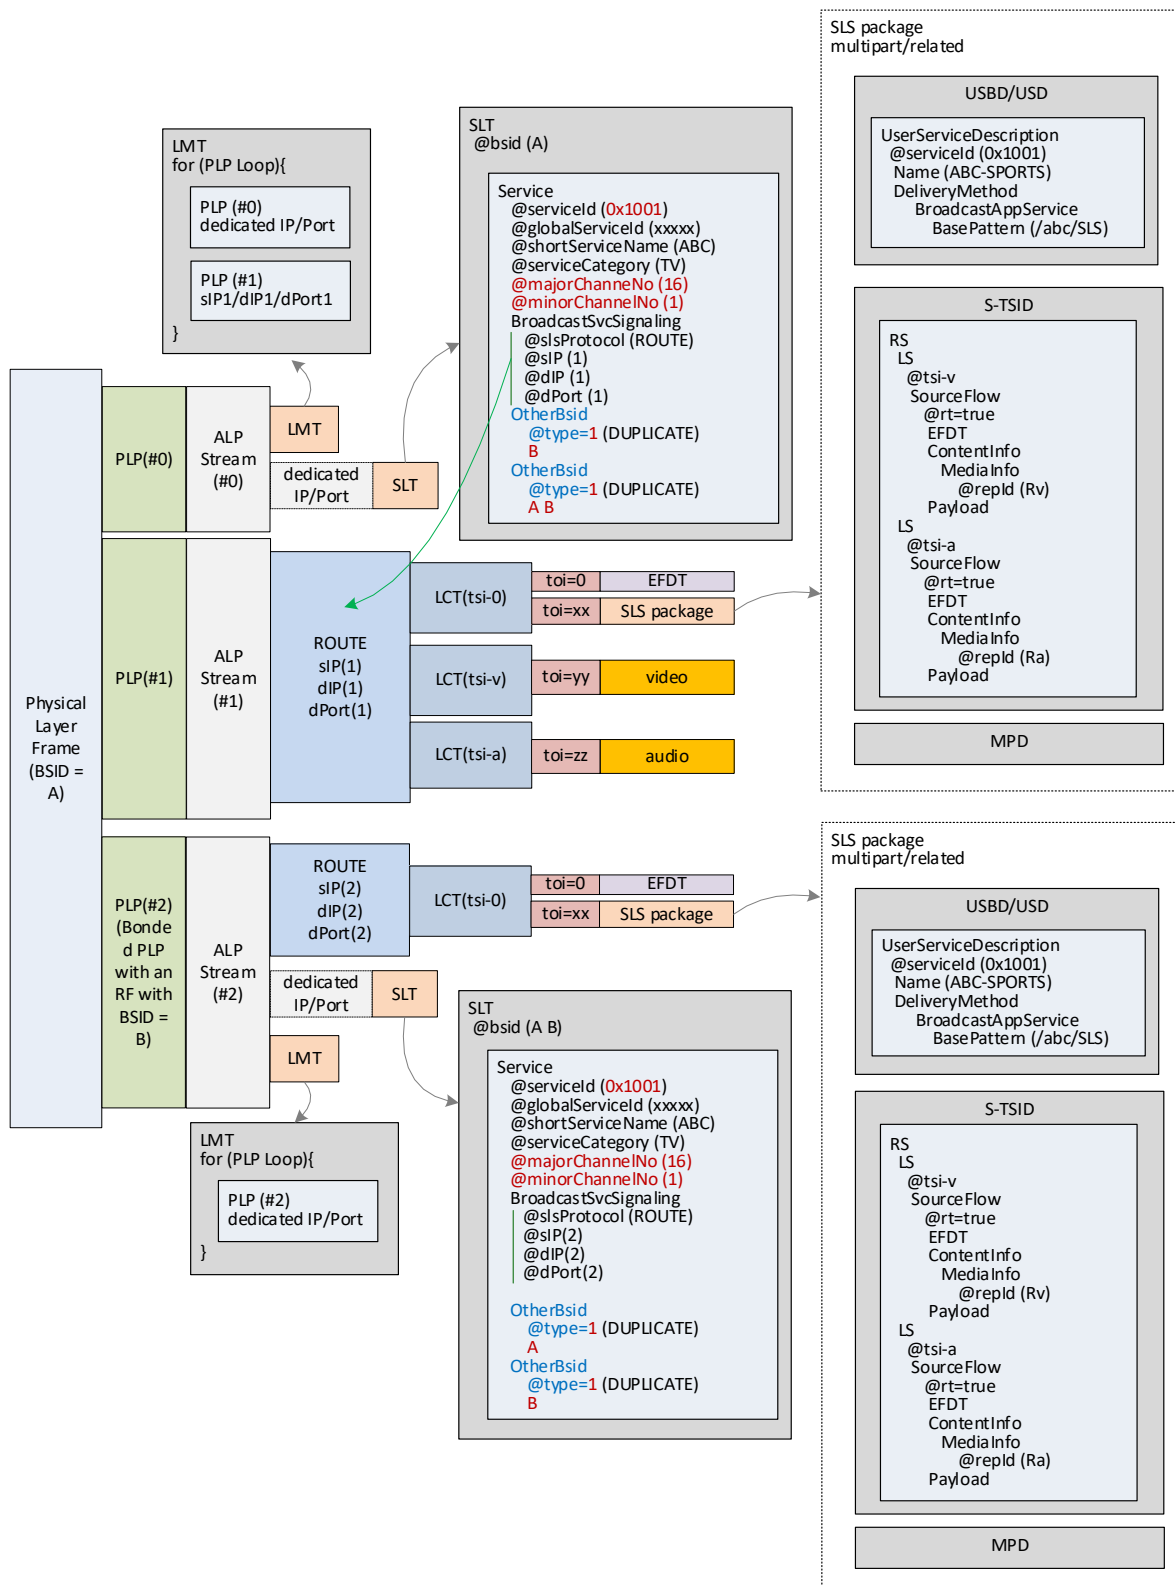 SLS package
multipart/related
USBD/USD
UserServiceDescription
@serviceId (0x1001)
Name (ABC-SPORTS)
DeliveryMethod
BroadcastAppService
BasePattern (/abc/SLS)
S-TSID
RS
LS
@tsi-v
SourceFlow
@rt=true
EFDT
ContentInfo
MediaInfo
@repId (Rv)
Payload
LS
@tsi-a
SourceFlow
@rt=true
EFDT
ContentInfo
MediaInfo
@repId (Ra)
Payload
MPD
LMT
for (PLP Loop){
PLP (#0)
dedicated IP/Port
PLP (#1)
sIP1/dIP1/dPort1
}
SLT
@bsid (A)
Service
@serviceId (0x1001)
@globalServiceId (xxxxx)
@shortServiceName (ABC)
@serviceCategory (TV)
@majorChanneNo (16)
@minorChannelNo (1)
BroadcastSvcSignaling
@slsProtocol (ROUTE)
@sIP (1)
@dIP (1)
@dPort (1)
OtherBsid
@type=1 (DUPLICATE)
B
OtherBsid
@type=1 (DUPLICATE)
A B
Physical
Layer
Frame
(BSID =
A)
PLP(#0)
ALP
Stream
(#0)
LMT
dedicated
IP/Port
SLT
PLP(#1)
ALP
Stream
(#1)
ROUTE
sIP(1)
dIP(1)
dPort(1)
LCT(tsi-0)
toi=0
EFDT
toi=xx
SLS package
LCT(tsi-v)
toi=yy
video
LCT(tsi-a)
toi=zz
audio
PLP(#2)
(Bonde
d PLP
with an
RF with
BSID =
B)
ALP
Stream
(#2)
ROUTE
sIP(2)
dIP(2)
dPort(2)
LCT(tsi-0)
toi=0
EFDT
toi=xx
SLS package
dedicated
IP/Port
SLT
LMT
LMT
for (PLP Loop){
PLP (#2)
dedicated IP/Port
}
SLT
@bsid (A B)
Service
@serviceId (0x1001)
@globalServiceId (xxxxx)
@shortServiceName (ABC)
@serviceCategory (TV)
@majorChannelNo (16)
@minorChannelNo (1)
BroadcastSvcSignaling
@slsProtocol (ROUTE)
@sIP(2)
@dIP(2)
@dPort(2)
OtherBsid
@type=1 (DUPLICATE)
A
OtherBsid
@type=1 (DUPLICATE)
B
SLS package
multipart/related
USBD/USD
UserServiceDescription
@serviceId (0x1001)
Name (ABC-SPORTS)
DeliveryMethod
BroadcastAppService
BasePattern (/abc/SLS)
S-TSID
RS
LS
@tsi-v
SourceFlow
@rt=true
EFDT
ContentInfo
MediaInfo
@repId (Rv)
Payload
LS
@tsi-a
SourceFlow
@rt=true
EFDT
ContentInfo
MediaInfo
@repId (Ra)
Payload
MPD